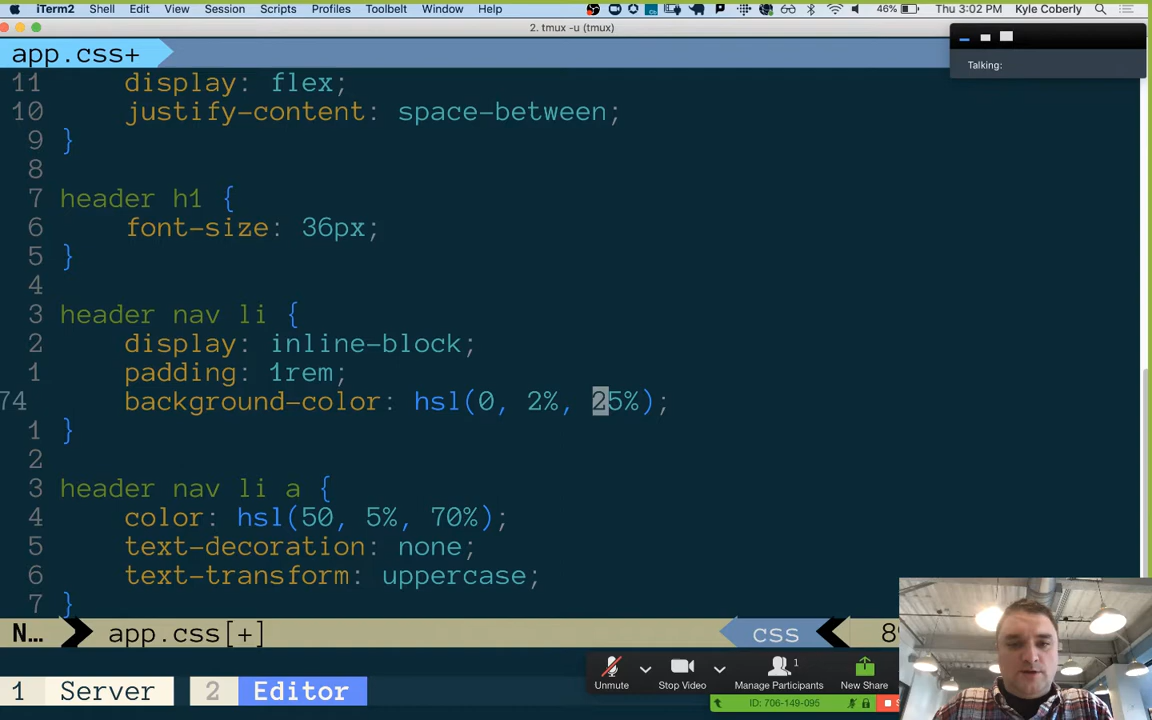 iTerm2 Shell Edit View Session Scripts Profiles Toolbelt Window Help 46% Thu 3:02 PM Kyle Coberly
2. tmux -u (tmux)
app.css+
Talking:
11 display: flex;
10 justify-content: space-between;
9 }
8
7 header h1 {
6 font-size: 36px;
5 }
4
3 header nav li {
2 display: inline-block;
1 padding: 1rem;
74 background-color: hsl(0, 2%, 25%);
1 }
2
3 header nav li a {
4 color: hsl(50, 5%, 70%);
5 text-decoration: none;
6 text-transform: uppercase;
7 }
N… app.css[+] css
1 Server 2 Editor
Unmute Stop Video 1 Manage Participants New Share
ID: 706-149-095